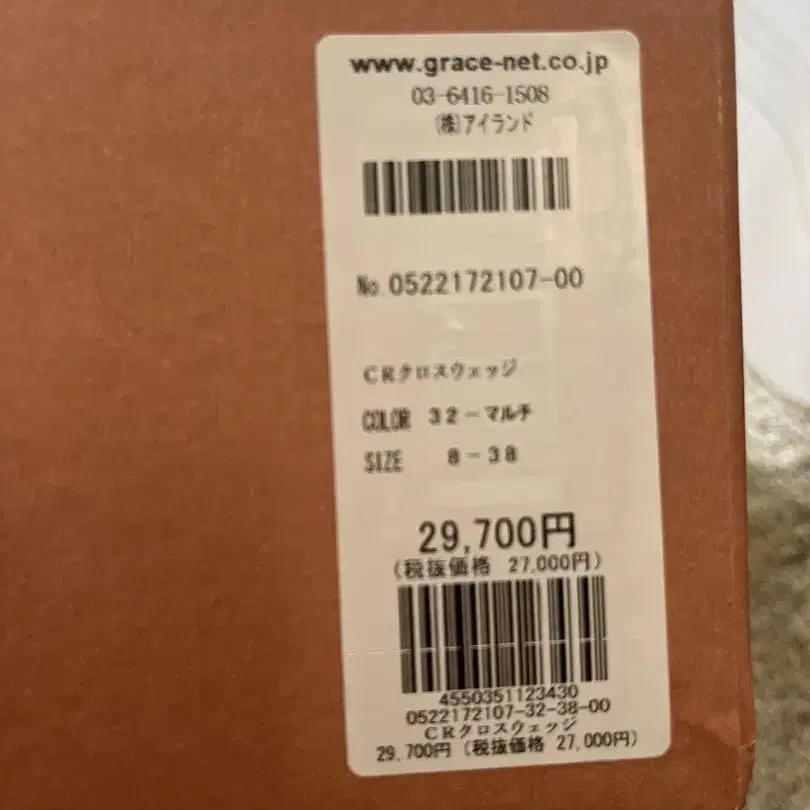 www.grace-net.co.jp
03-6416-1508
(株)アイランド
No.0522172107-00
CRクロスウェッジ
COLOR 32-マルチ
SIZE 8-38
29,700円
(税抜価格 27,000円)
4550351123430
0522172107-32-38-00
CRクロスウェッジ
29,700円 (税抜価格 27,000円)